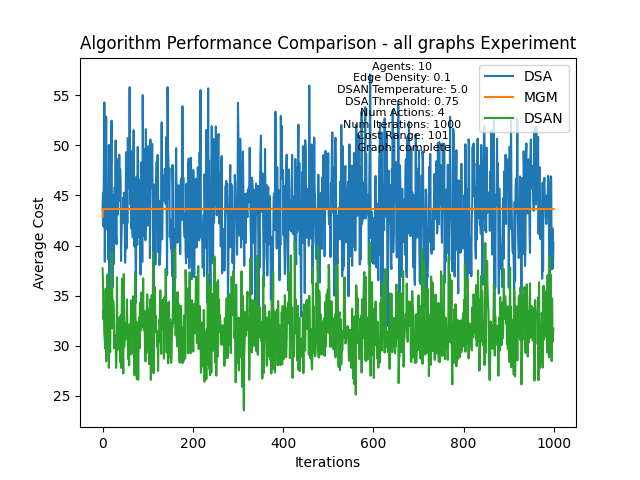 Algorithm Performance Comparison - all graphs Experiment
Agents: 10
Edge Density: 0.1
DSAN Temperature: 5.0
DSA Threshold: 0.75
Num Actions: 4
Num Iterations: 1000
Cost Range: 101
Graph: complete
DSA
MGM
DSAN
Average Cost
55
50
45
40
35
30
25
0
200
400
600
800
1000
Iterations